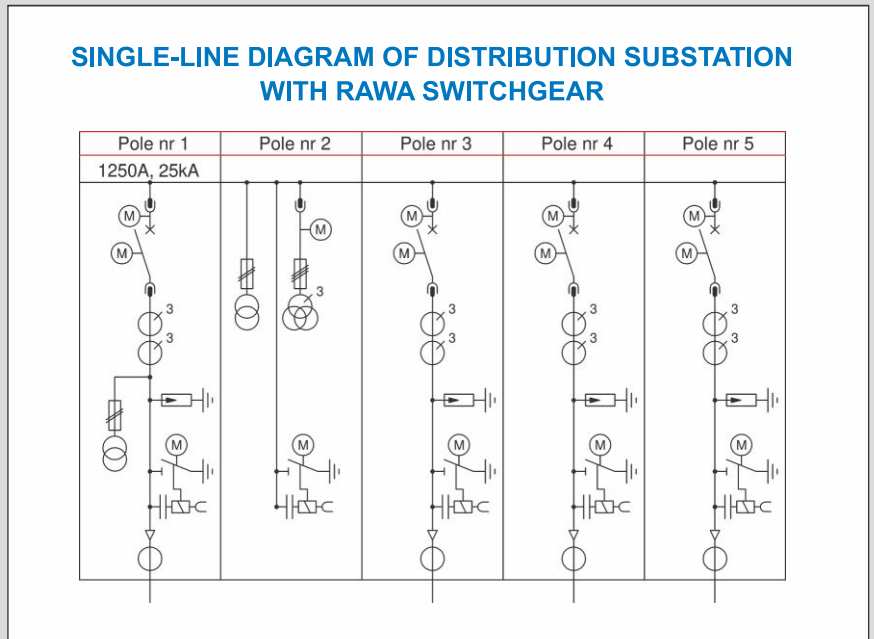 SINGLE-LINE DIAGRAM OF DISTRIBUTION SUBSTATION
WITH RAWA SWITCHGEAR
Pole nr 1 Pole nr 2 Pole nr 3 Pole nr 4 Pole nr 5
1250A, 25kA
M M M M
M
M M M M
3
3 3 3 3
3 3 3 3
M M M M M